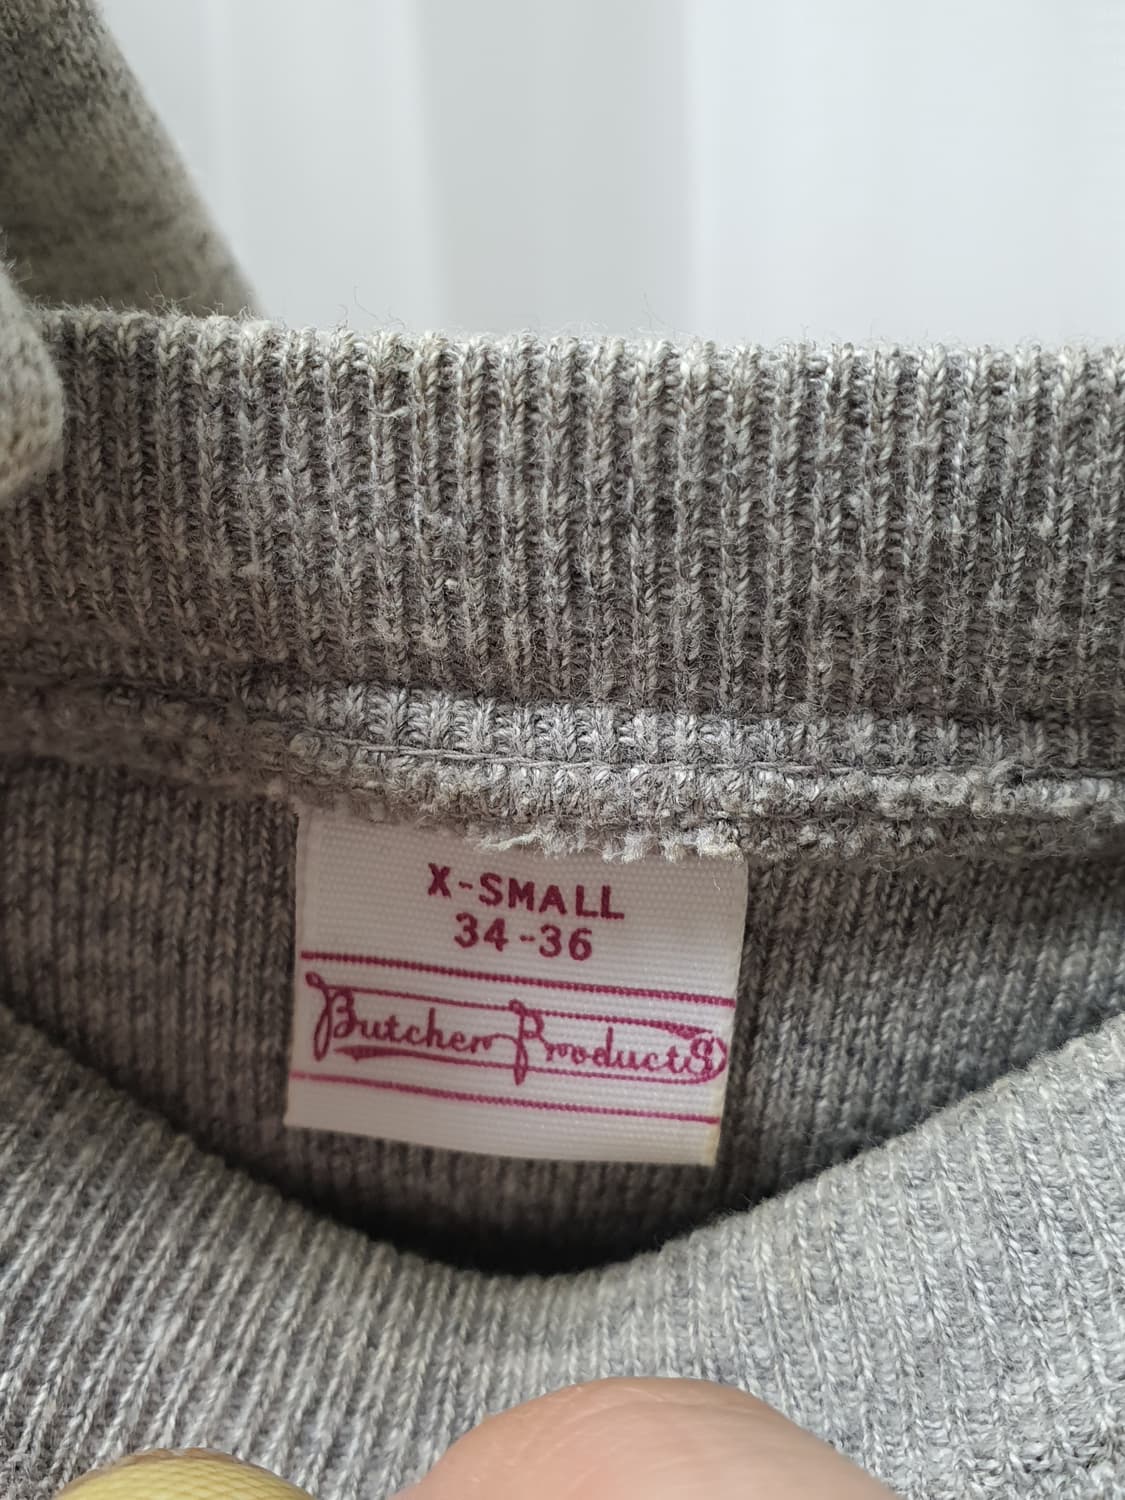 X-SMALL
34-36
Butcher Products